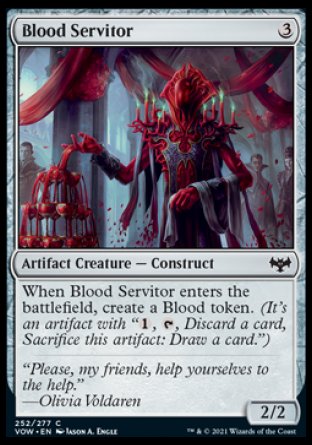 Blood Servitor 3
Artifact Creature — Construct
When Blood Servitor enters the
battlefield, create a Blood token. (It's
an artifact with “1, T, Discard a card,
Sacrifice this artifact: Draw a card.”)
“Please, my friends, help yourselves to
the help.”
—Olivia Voldaren
2/2
252/277 C
VOW • EN Jason A. Engle
™ & © 2021 Wizards of the Coast